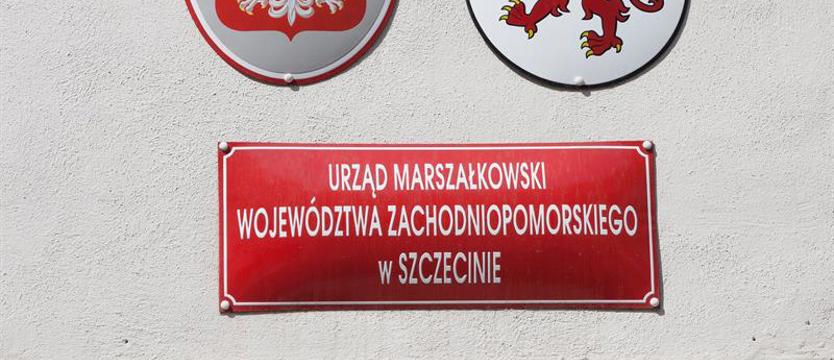 URZĄD MARSZAŁKOWSKI
WOJEWÓDZTWA ZACHODNIOPOMORSKIEGO
w SZCZECINIE